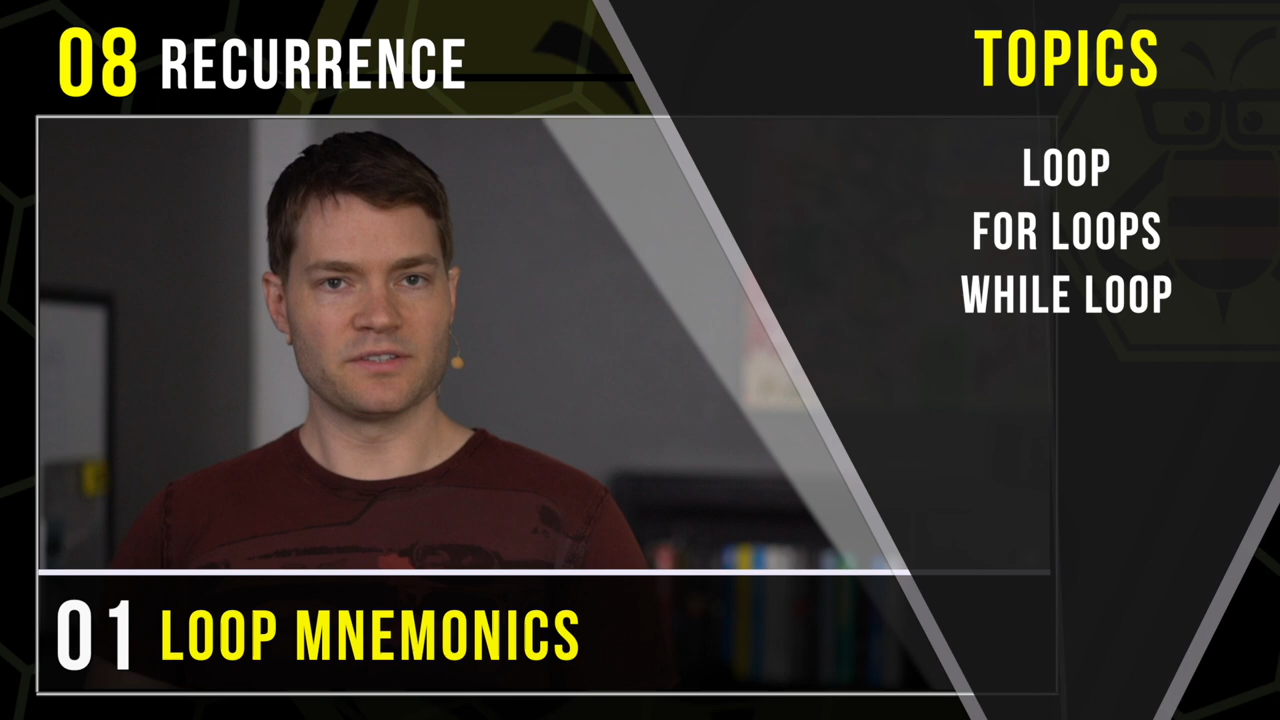 08 RECURRENCE
TOPICS
LOOP
FOR LOOPS
WHILE LOOP
01 LOOP MNEMONICS